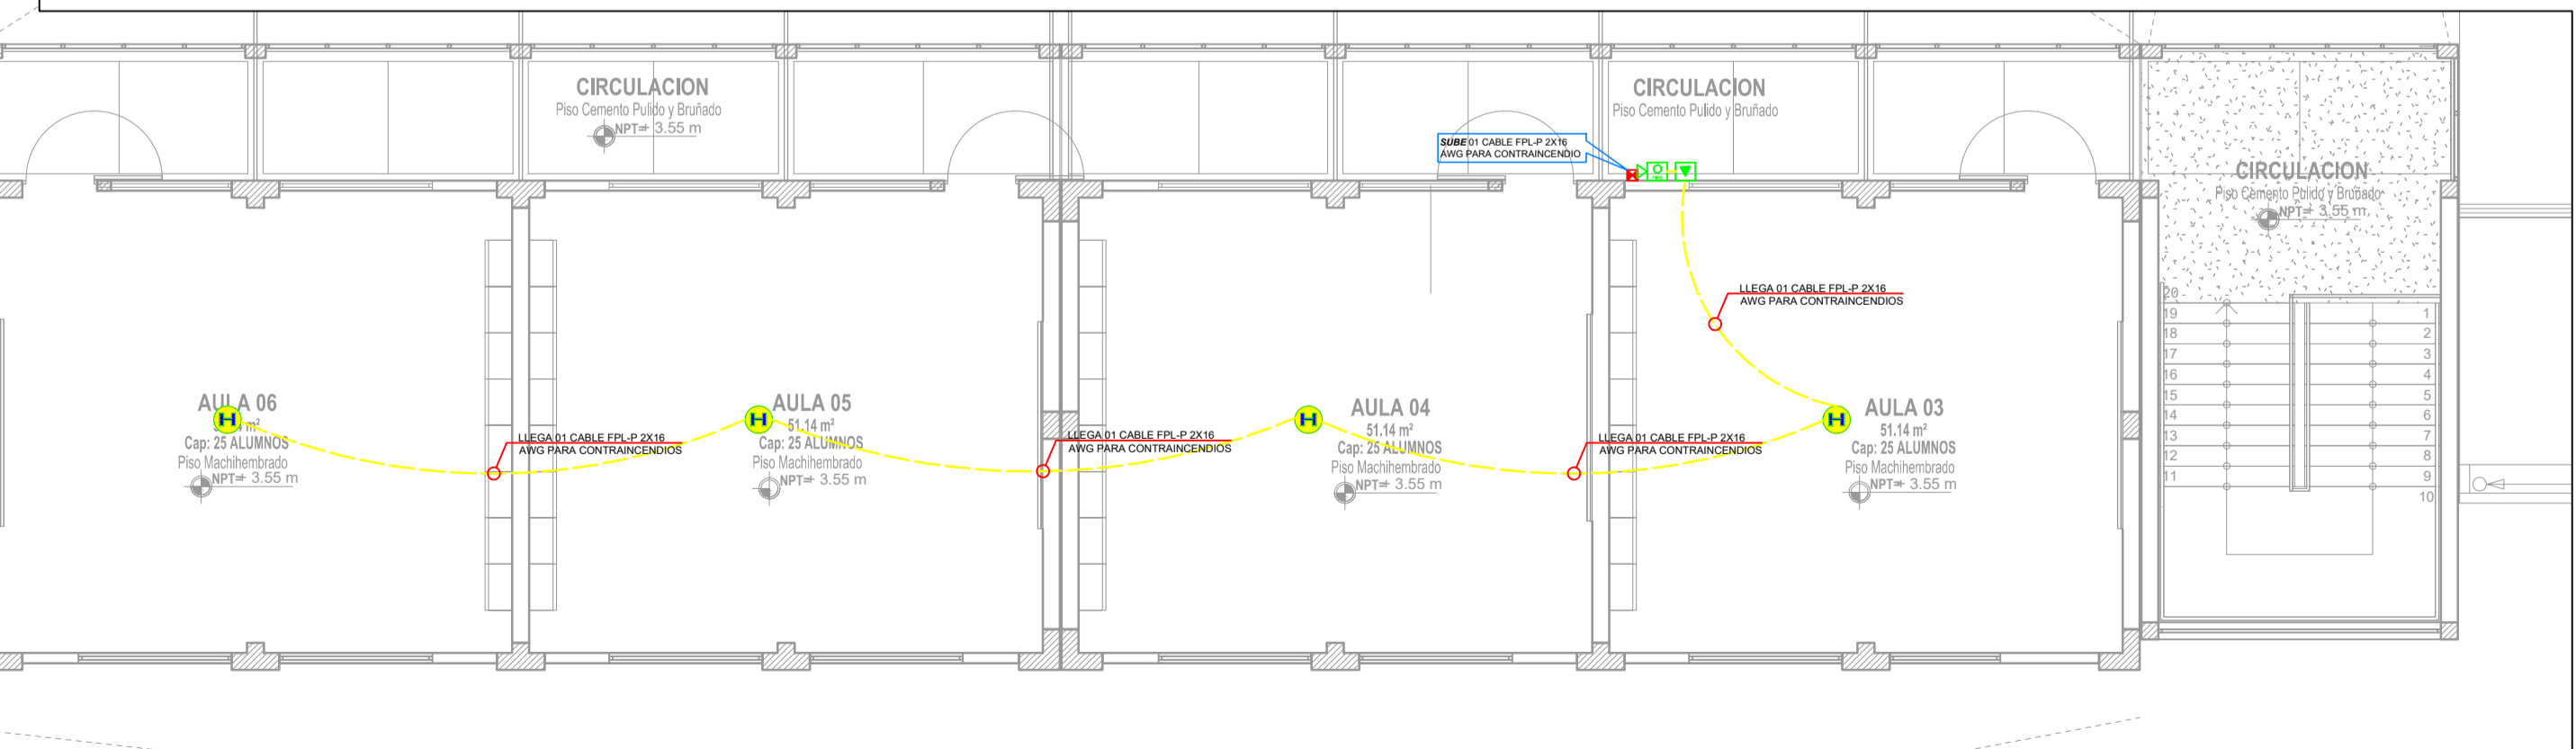 CIRCULACION
Piso Cemento Pulido y Bruñado
NPT=+ 3.55 m
CIRCULACION
Piso Cemento Pulido y Bruñado
SUBE 01 CABLE FPL-P 2X16
AWG PARA CONTRAINCENDIO
CIRCULACION
Piso Cemento Pulido y Bruñado
NPT=+ 3.55 m
LLEGA 01 CABLE FPL-P 2X16
AWG PARA CONTRAINCENDIOS
AULA 06
m²
Cap: 25 ALUMNOS
Piso Machihembrado
NPT=+ 3.55 m
H
LLEGA 01 CABLE FPL-P 2X16
AWG PARA CONTRAINCENDIOS
AULA 05
51.14 m²
Cap: 25 ALUMNOS
Piso Machihembrado
NPT=+ 3.55 m
H
LLEGA 01 CABLE FPL-P 2X16
AWG PARA CONTRAINCENDIOS
AULA 04
51.14 m²
Cap: 25 ALUMNOS
Piso Machihembrado
NPT=+ 3.55 m
H
LLEGA 01 CABLE FPL-P 2X16
AWG PARA CONTRAINCENDIOS
AULA 03
51.14 m²
Cap: 25 ALUMNOS
Piso Machihembrado
NPT=+ 3.55 m
H
20
19
18
17
16
15
14
13
12
11
1
2
3
4
5
6
7
8
9
10